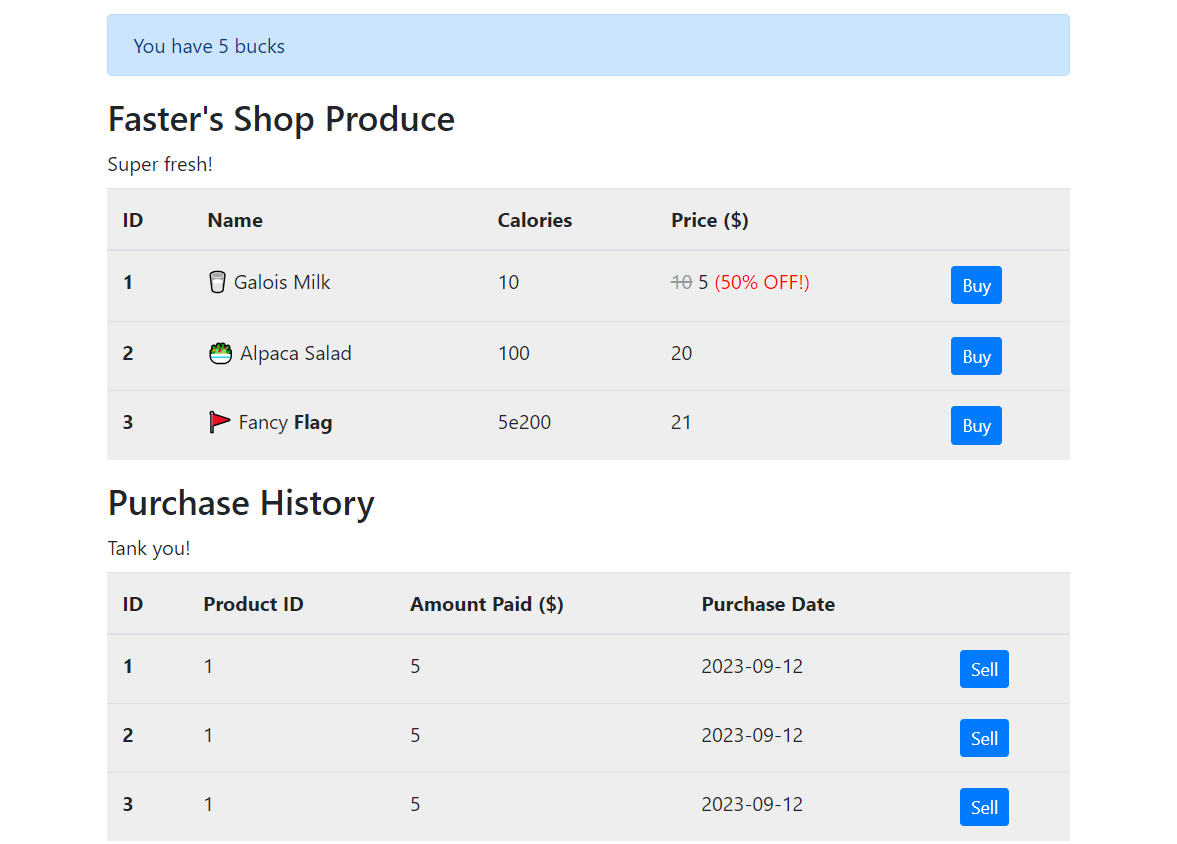 You have 5 bucks
Faster's Shop Produce
Super fresh!
ID Name Calories Price ($)
1 Galois Milk 10 10 5 (50% OFF!) Buy
2 Alpaca Salad 100 20 Buy
3 Fancy Flag 5e200 21 Buy
Purchase History
Tank you!
ID Product ID Amount Paid ($) Purchase Date
1 1 5 2023-09-12 Sell
2 1 5 2023-09-12 Sell
3 1 5 2023-09-12 Sell